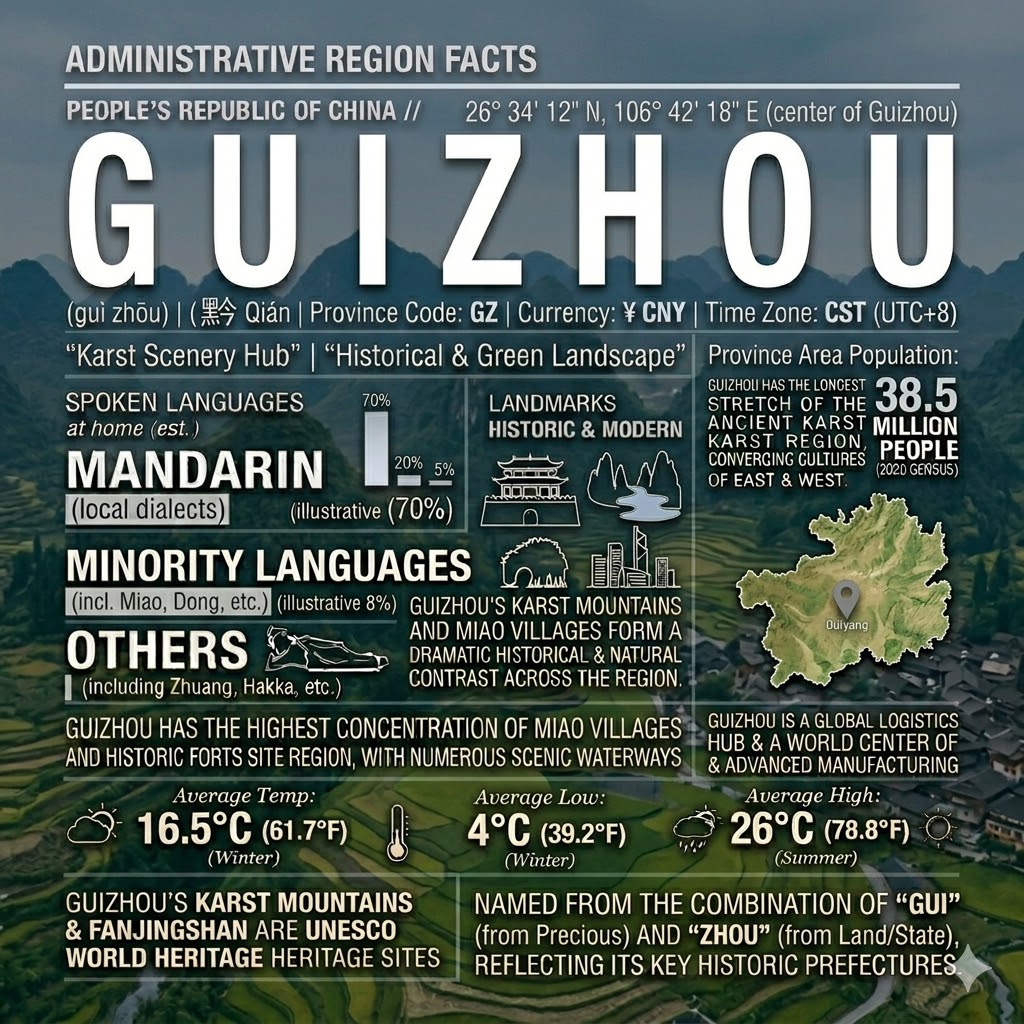 ADMINISTRATIVE REGION FACTS
PEOPLE'S REPUBLIC OF CHINA // 26° 34' 12" N, 106° 42' 18" E (center of Guizhou)
GUIZHOU
(guì zhōu) | (黔 Qián | Province Code: GZ | Currency: ¥ CNY | Time Zone: CST (UTC+8)
"Karst Scenery Hub" | "Historical & Green Landscape"
Province Area Population:
GUIZHOU HAS THE LONGEST
STRETCH OF THE
ANCIENT KARST
KARST REGION,
CONVERGING CULTURES
OF EAST & WEST.
38.5
MILLION
PEOPLE
(2020 GENSUS)
SPOKEN LANGUAGES
at home (est.)
70%
20%
5%
MANDARIN
(local dialects) (illustrative (70%)
MINORITY LANGUAGES
(incl. Miao, Dong, etc.) (illustrative 8%)
OTHERS
(including Zhuang, Hakka, etc.)
LANDMARKS
HISTORIC & MODERN
GUIZHOU'S KARST MOUNTAINS
AND MIAO VILLAGES FORM A
DRAMATIC HISTORICAL & NATURAL
CONTRAST ACROSS THE REGION.
Ouiyang
GUIZHOU HAS THE HIGHEST CONCENTRATION OF MIAO VILLAGES
AND HISTORIC FORTS SITE REGION, WITH NUMEROUS SCENIC WATERWAYS
GUIZHOU IS A GLOBAL LOGISTICS
HUB & A WORLD CENTER OF
& ADVANCED MANUFACTURING
Average Temp:
16.5°C (61.7°F)
(Winter)
Average Low:
4°C (39.2°F)
(Winter)
Average High:
26°C (78.8°F)
(Summer)
GUIZHOU'S KARST MOUNTAINS
& FANJINGSHAN ARE UNESCO
WORLD HERITAGE HERITAGE SITES
NAMED FROM THE COMBINATION OF "GUI"
(from Precious) AND "ZHOU" (from Land/State),
REFLECTING ITS KEY HISTORIC PREFECTURES.